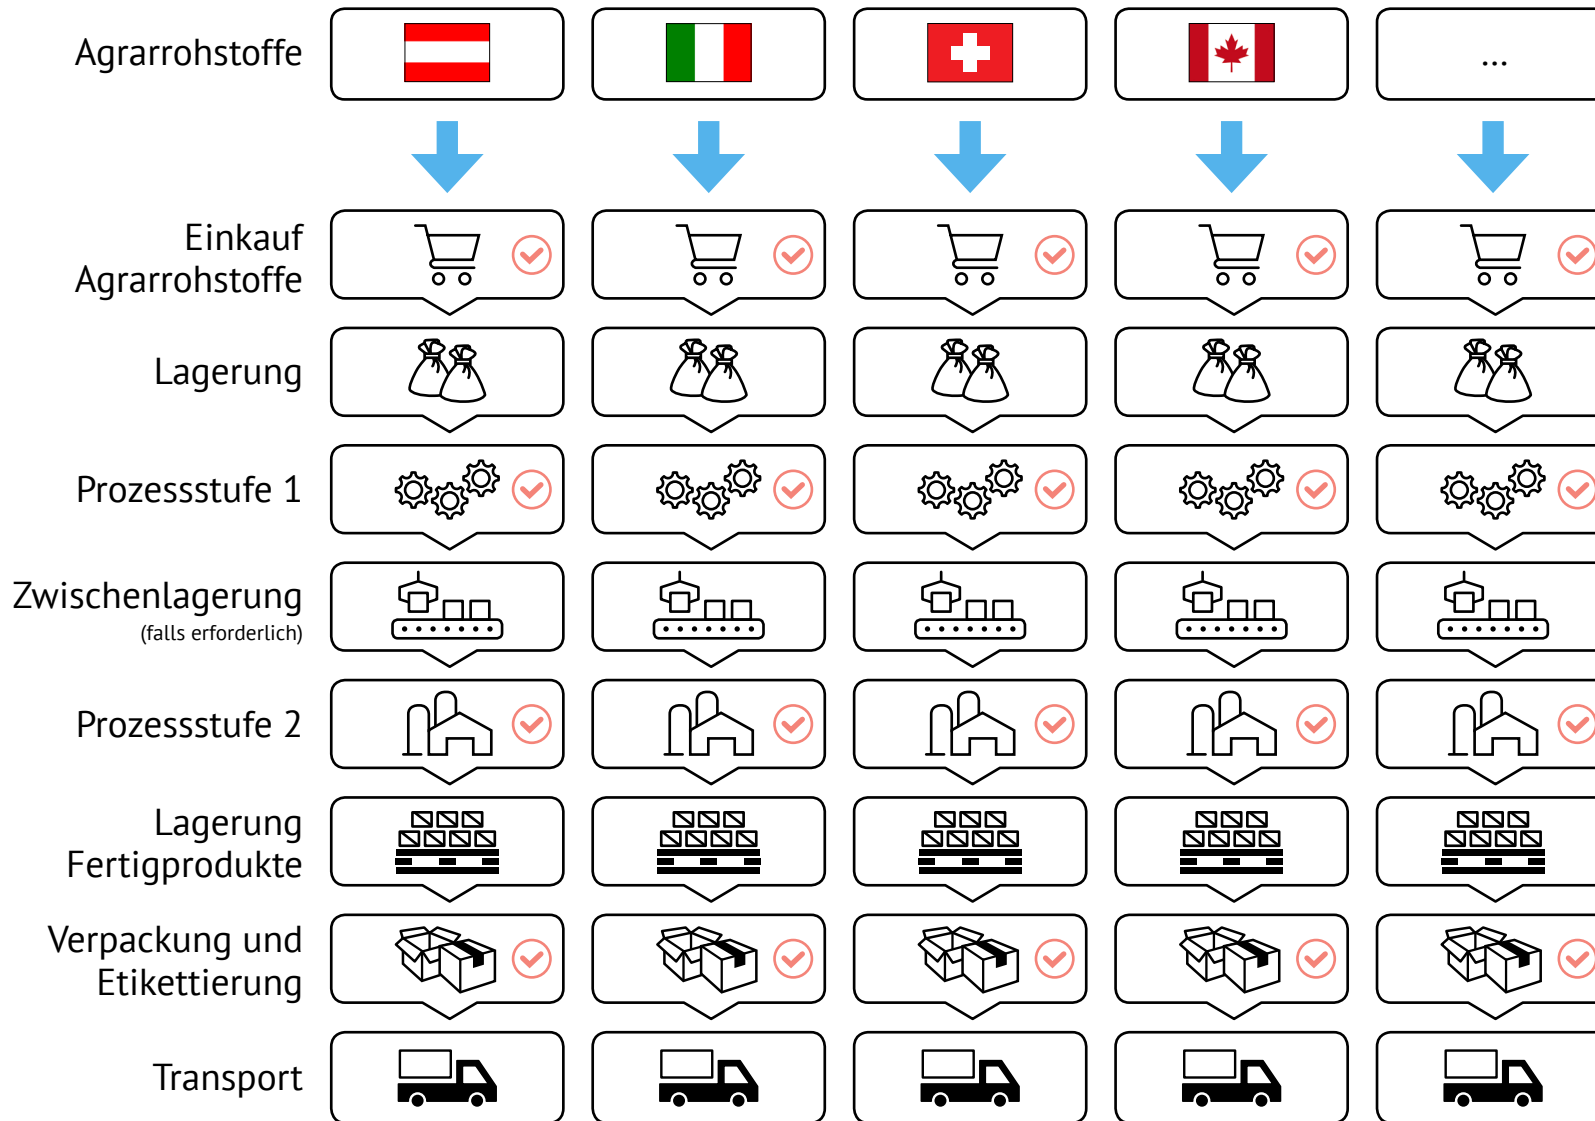 Agrarrohstoffe
...
Einkauf
Agrarrohstoffe
Lagerung
Prozessstufe 1
Zwischenlagerung
(falls erforderlich)
Prozessstufe 2
Lagerung
Fertigprodukte
Verpackung und
Etikettierung
Transport